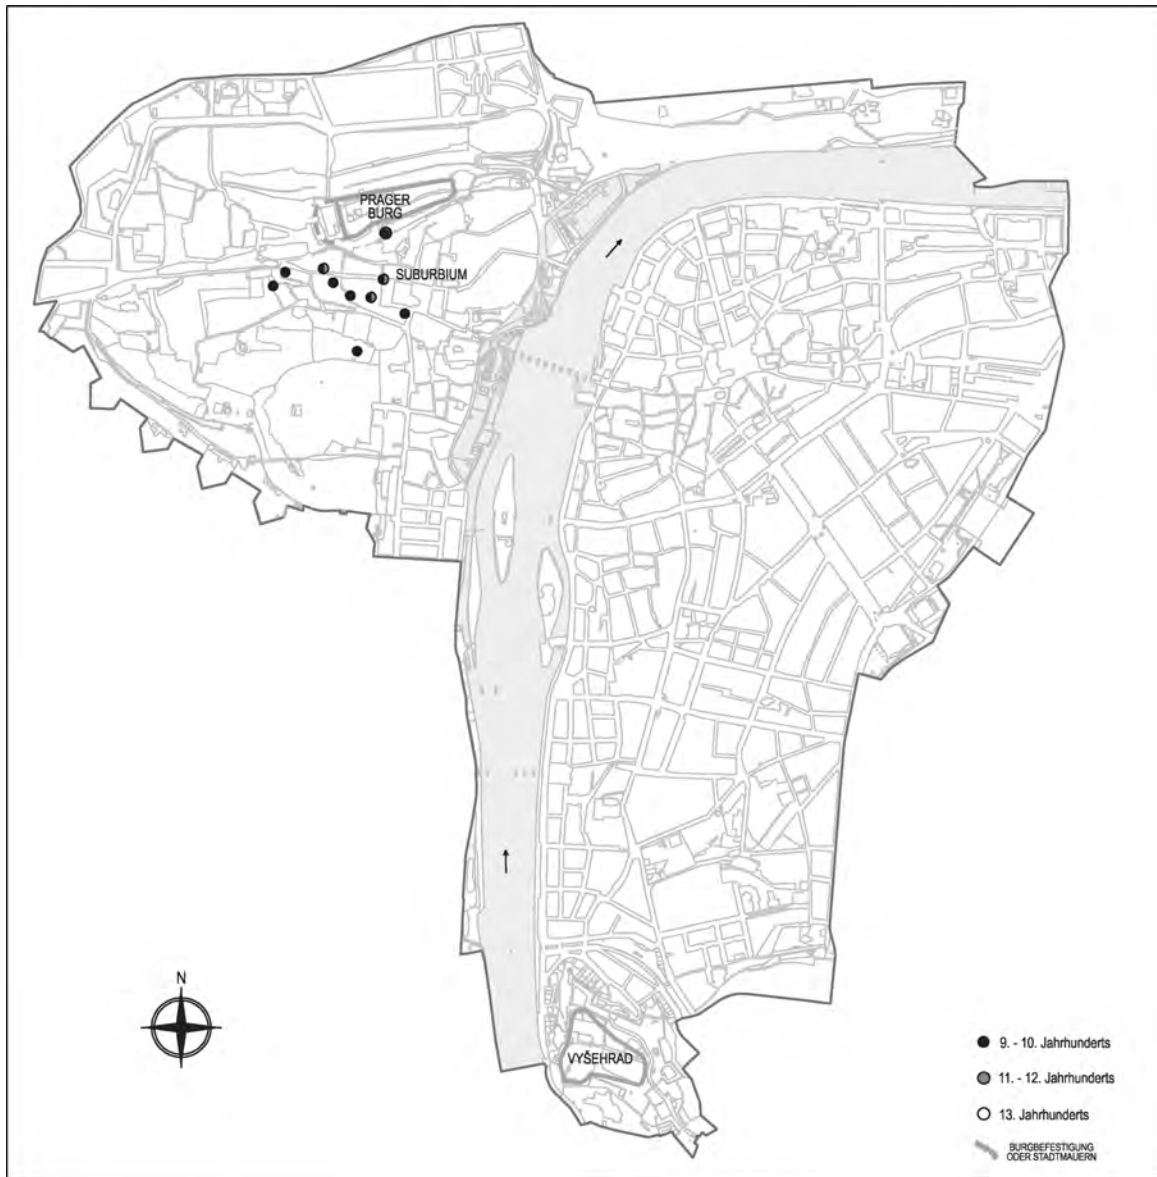 PRAGER
BURG
SUBURBIUM
N
VYŠEHRAD
9. - 10. Jahrhunderts
11. - 12. Jahrhunderts
13. Jahrhunderts
BURGBEFESTIGUNG
ODER STADTMAUERN